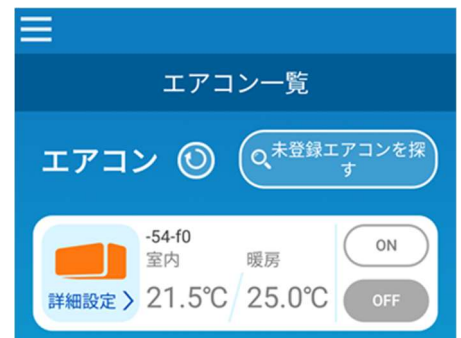 エアコン一覧
エアコン
未登録エアコンを探
す
-54-f0
室内 暖房
ON
詳細設定 21.5℃ 25.0℃
OFF